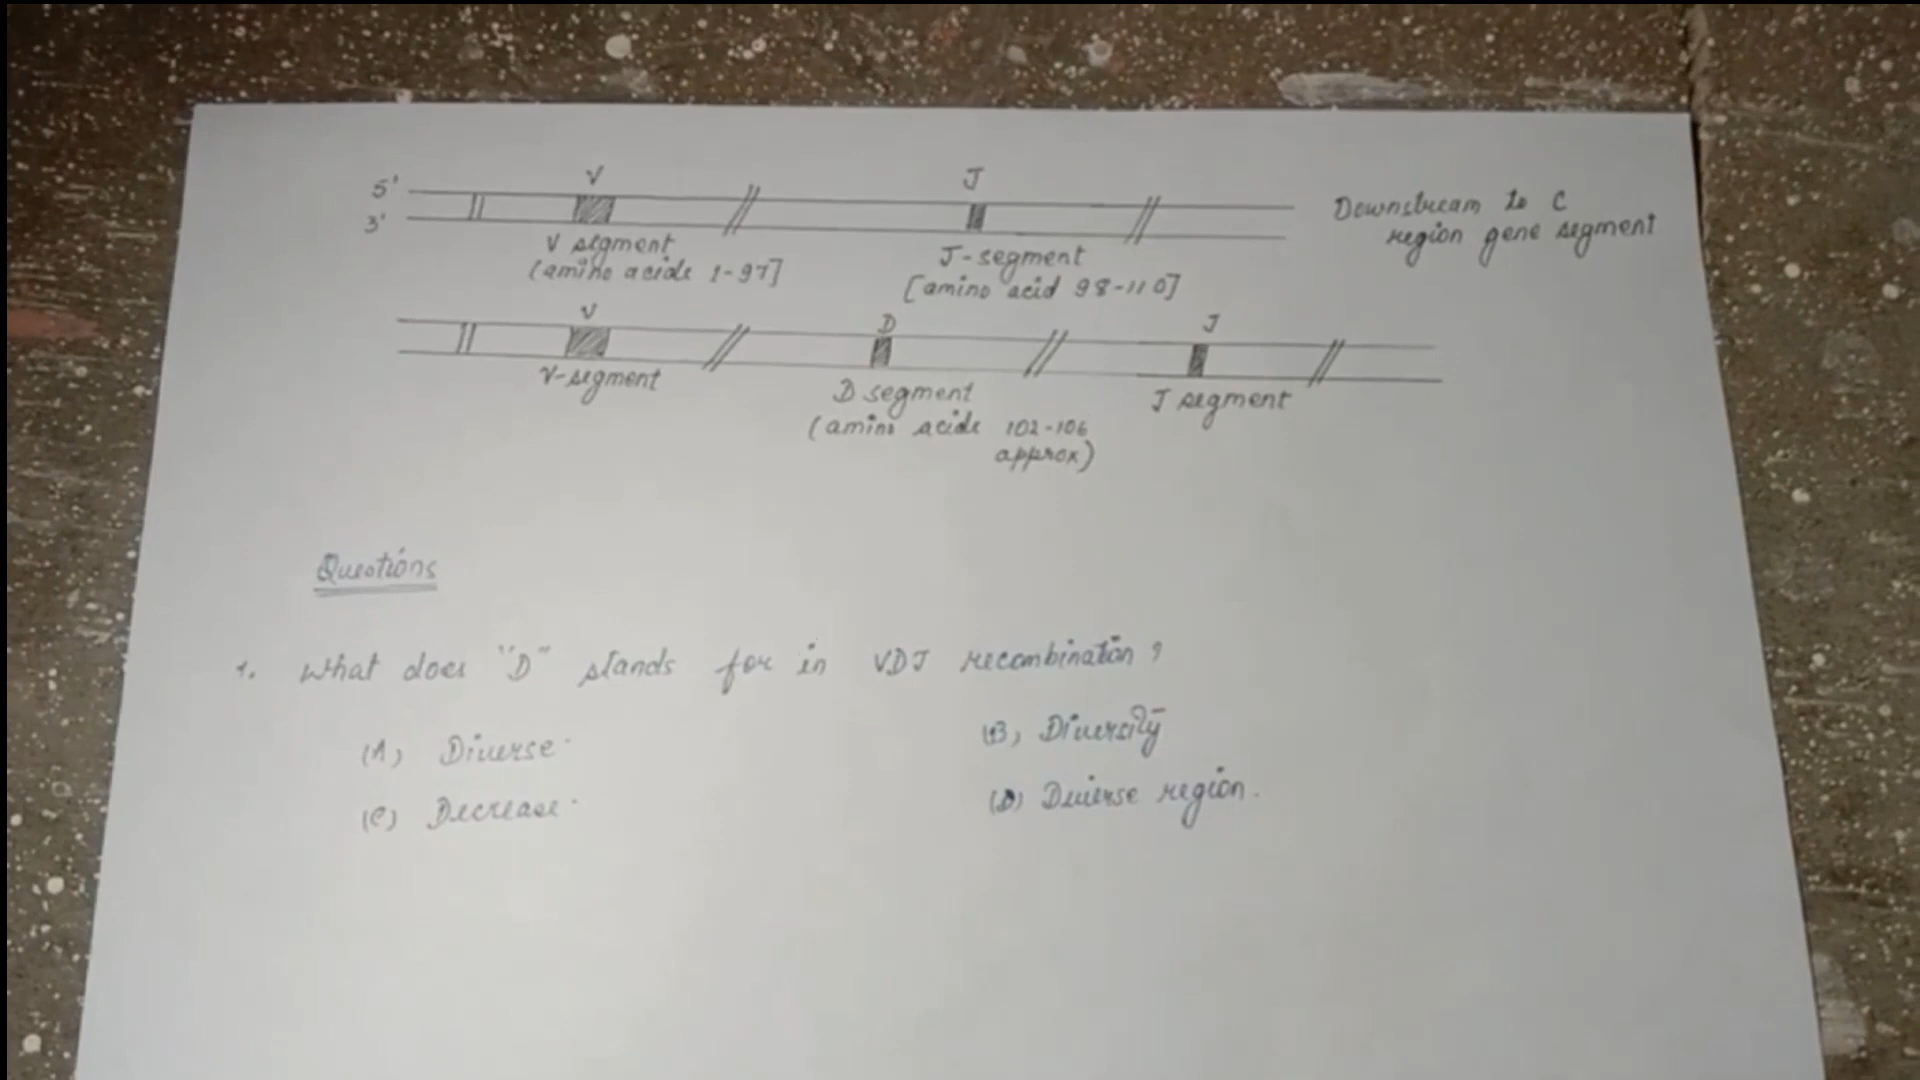 V J
5'
3'
Downstream to C
region gene segment
V segment
(amino acids 1-97]
J-segment
[amino acid 98-110]
V D J
V-segment
D segment
(amino acids 102-106
approx)
J segment
Questions
1. What does "D" stands for in VDJ recombination?
(A) Diverse.
(B) Diversity
(C) Decrease.
(D) Diverse region.